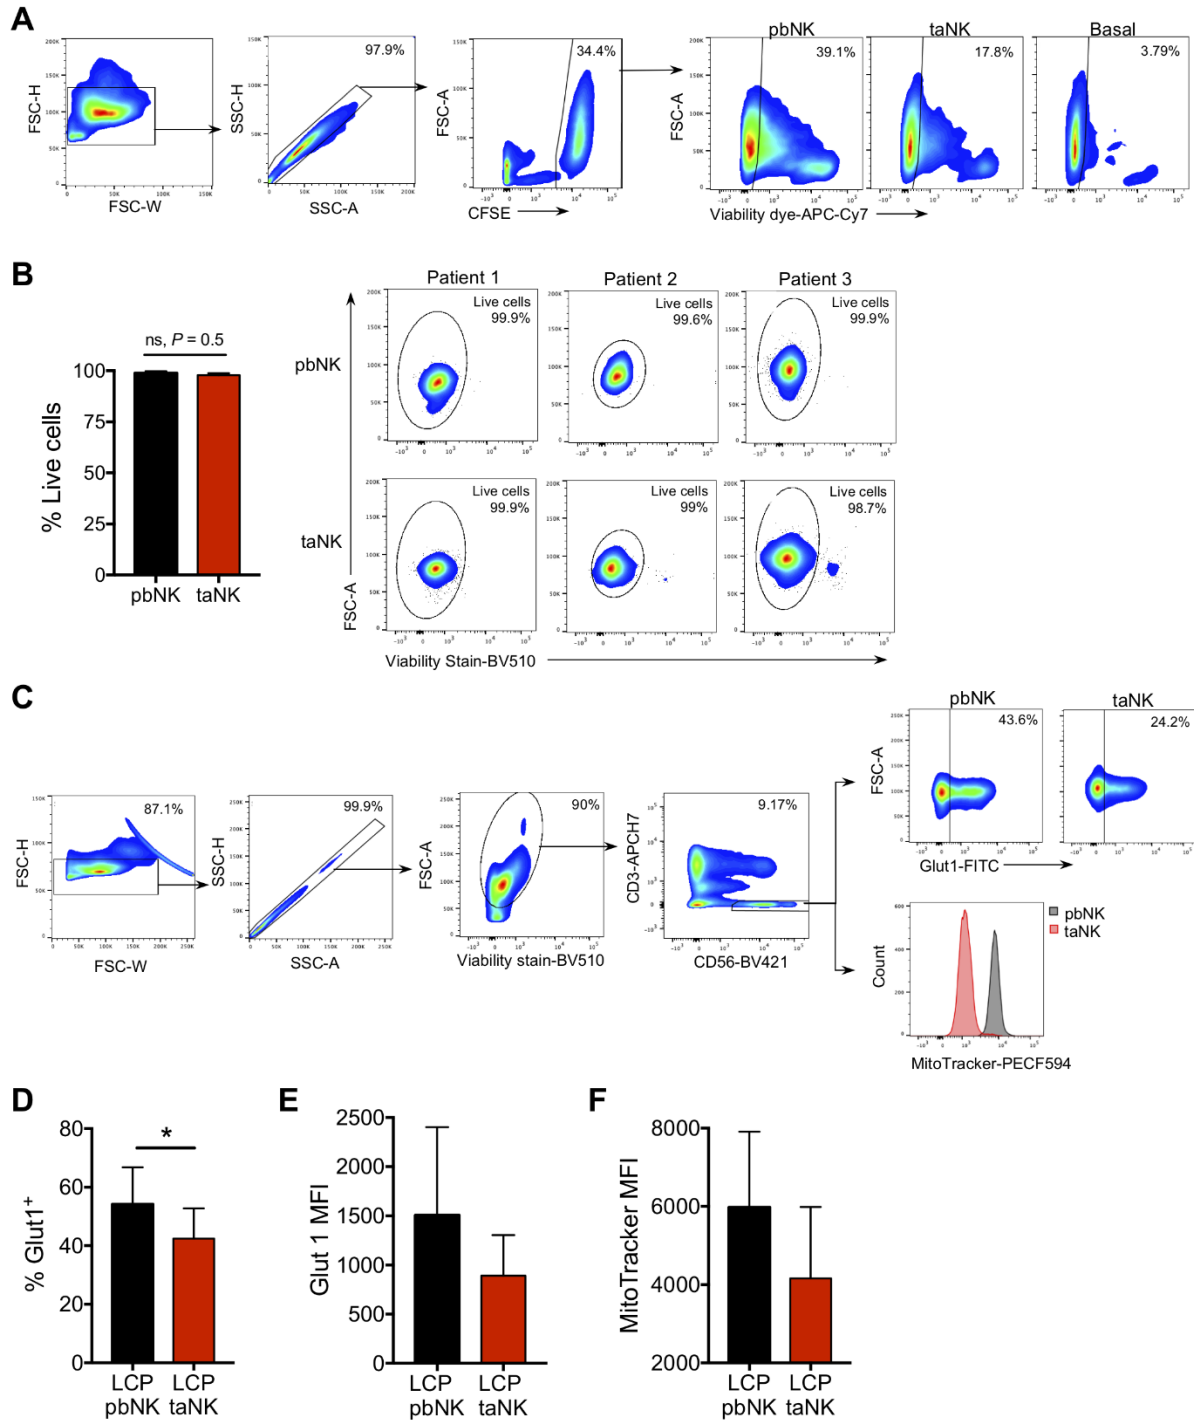 A
pbNK
taNK
Basal
97.9%
34.4%
39.1%
17.8%
3.79%
FSC-H
SSC-H
FSC-A
FSC-A
FSC-W
SSC-A
CFSE
Viability dye-APC-Cy7
B
Patient 1
Patient 2
Patient 3
ns, P = 0.5
% Live cells
100
75
50
25
0
pbNK
taNK
pbNK
Live cells
99.9%
Live cells
99.6%
Live cells
99.9%
taNK
Live cells
99.9%
Live cells
99%
Live cells
98.7%
FSC-A
Viability Stain-BV510
C
pbNK
taNK
43.6%
24.2%
FSC-A
Glut1-FITC
87.1%
99.9%
90%
9.17%
FSC-H
SSC-H
FSC-A
CD3-APCH7
FSC-W
SSC-A
Viability stain-BV510
CD56-BV421
pbNK
taNK
Count
600
400
200
0
MitoTracker-PECF594
D
% Glut1+
80
60
40
20
0
LCP
pbNK
LCP
taNK
*
E
Glut 1 MFI
2500
2000
1500
1000
500
0
LCP
pbNK
LCP
taNK
F
MitoTracker MFI
8000
6000
4000
2000
LCP
pbNK
LCP
taNK